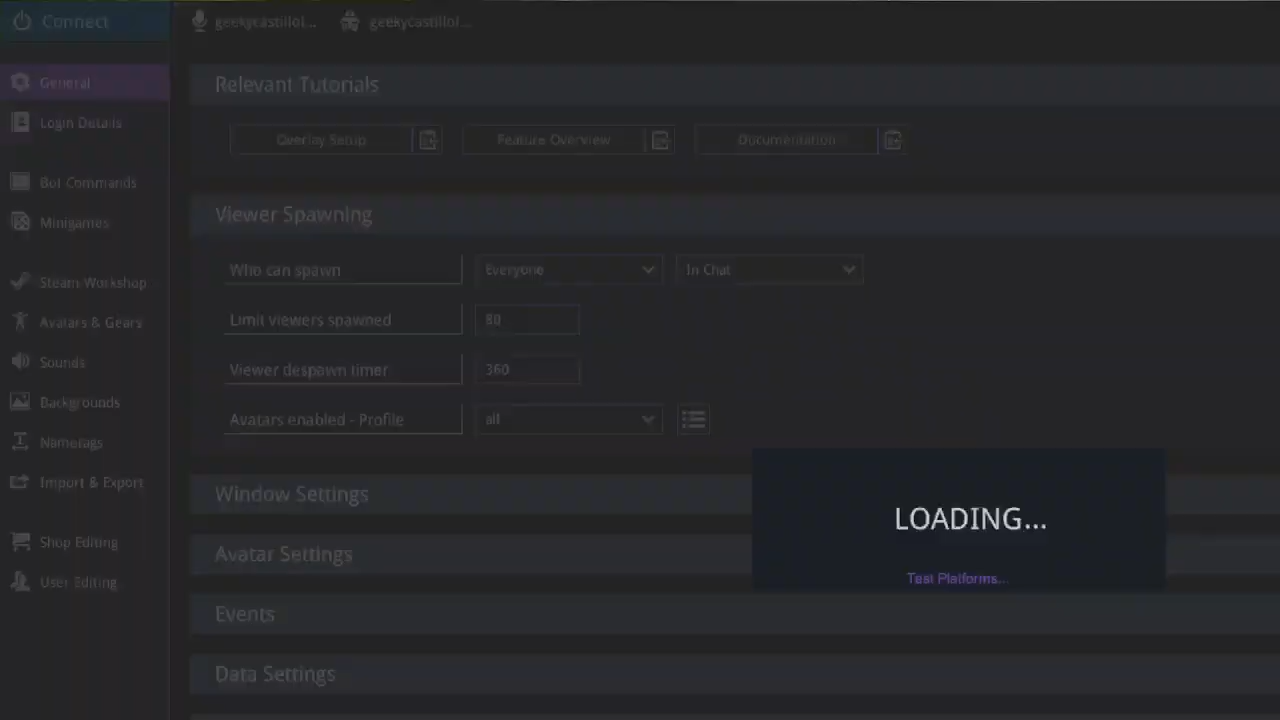 Connect
geekycastillol... geekycastillol...
General
Login Details
Bot Commands
Minigames
Steam Workshop
Avatars & Gears
Sounds
Backgrounds
Nametags
Import & Export
Shop Editing
User Editing
Relevant Tutorials
Overlay Setup Feature Overview Documentation
Viewer Spawning
Who can spawn Everyone In Chat
Limit viewers spawned 80
Viewer despawn timer 360
Avatars enabled - Profile all
Window Settings
Avatar Settings
Events
Data Settings
LOADING...
Test Platforms...